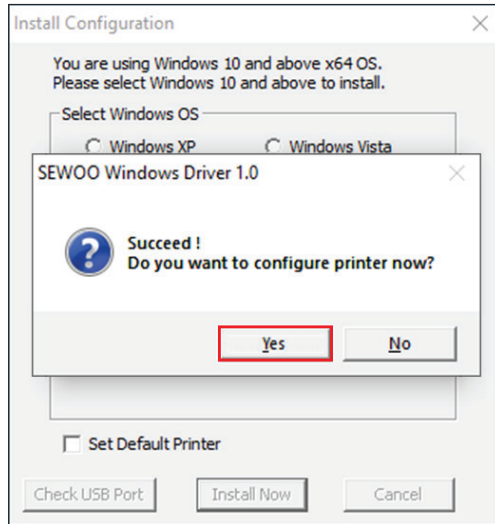 Install Configuration
You are using Windows 10 and above x64 OS.
Please select Windows 10 and above to install.
Select Windows OS
Windows XP Windows Vista
SEWOO Windows Driver 1.0
Succeed !
Do you want to configure printer now?
Yes No
Set Default Printer
Check USB Port Install Now Cancel